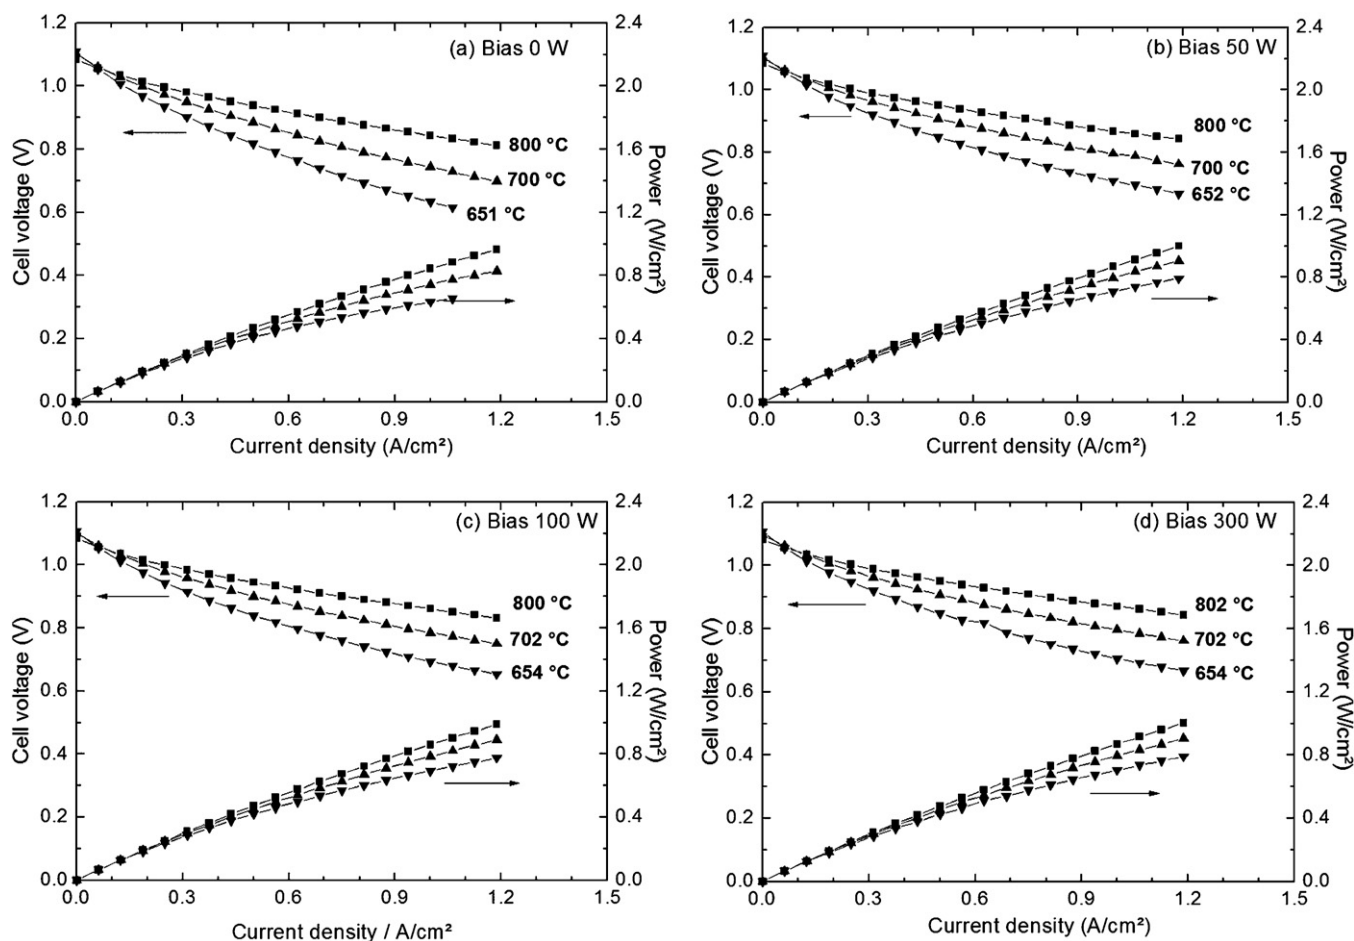 (a) Bias 0 W
Cell voltage (V)
1.2
1.0
0.8
0.6
0.4
0.2
0.0
2.4
2.0
1.6
1.2
0.8
0.4
0.0
Power (W/cm²)
800 °C
700 °C
651 °C
0.0 0.3 0.6 0.9 1.2 1.5
Current density (A/cm²)
(b) Bias 50 W
Cell voltage (V)
1.2
1.0
0.8
0.6
0.4
0.2
0.0
2.4
2.0
1.6
1.2
0.8
0.4
0.0
Power (W/cm²)
800 °C
700 °C
652 °C
0.0 0.3 0.6 0.9 1.2 1.5
Current density (A/cm²)
(c) Bias 100 W
Cell voltage (V)
1.2
1.0
0.8
0.6
0.4
0.2
0.0
2.4
2.0
1.6
1.2
0.8
0.4
0.0
Power (W/cm²)
800 °C
702 °C
654 °C
0.0 0.3 0.6 0.9 1.2 1.5
Current density / A/cm²
(d) Bias 300 W
Cell voltage (V)
1.2
1.0
0.8
0.6
0.4
0.2
0.0
2.4
2.0
1.6
1.2
0.8
0.4
0.0
Power (W/cm²)
802 °C
702 °C
654 °C
0.0 0.3 0.6 0.9 1.2 1.5
Current density (A/cm²)